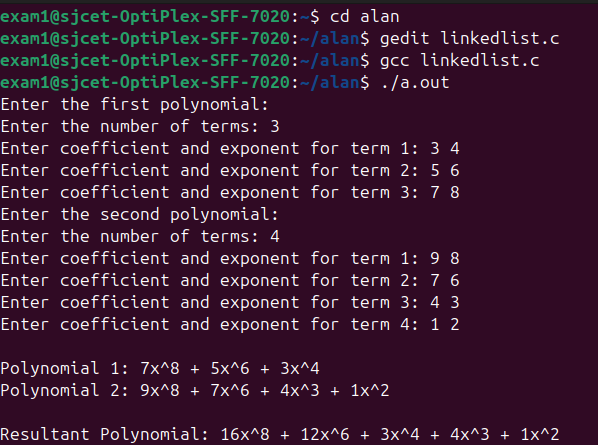 exam1@sjcet-OptiPlex-SFF-7020:~$ cd alan
exam1@sjcet-OptiPlex-SFF-7020:~/alan$ gedit linkedlist.c
exam1@sjcet-OptiPlex-SFF-7020:~/alan$ gcc linkedlist.c
exam1@sjcet-OptiPlex-SFF-7020:~/alan$ ./a.out
Enter the first polynomial:
Enter the number of terms: 3
Enter coefficient and exponent for term 1: 3 4
Enter coefficient and exponent for term 2: 5 6
Enter coefficient and exponent for term 3: 7 8
Enter the second polynomial:
Enter the number of terms: 4
Enter coefficient and exponent for term 1: 9 8
Enter coefficient and exponent for term 2: 7 6
Enter coefficient and exponent for term 3: 4 3
Enter coefficient and exponent for term 4: 1 2
Polynomial 1: 7x^8 + 5x^6 + 3x^4
Polynomial 2: 9x^8 + 7x^6 + 4x^3 + 1x^2
Resultant Polynomial: 16x^8 + 12x^6 + 3x^4 + 4x^3 + 1x^2